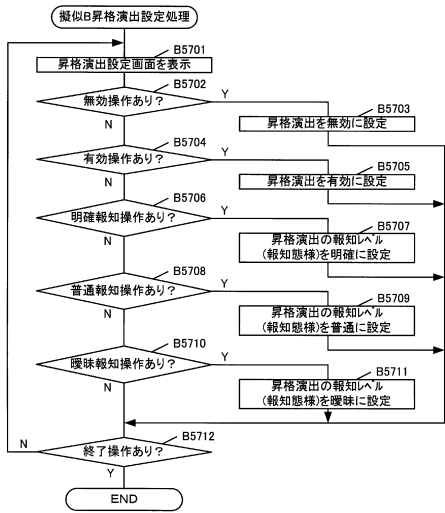 擬似B昇格演出設定処理
B5701
昇格演出設定画面を表示
B5702
無効操作あり？
Y
N
B5703
昇格演出を無効に設定
B5704
有効操作あり？
Y
N
B5705
昇格演出を有効に設定
B5706
明確報知操作あり？
Y
N
B5707
昇格演出の報知レベル
(報知態様)を明確に設定
B5708
普通報知操作あり？
Y
N
B5709
昇格演出の報知レベル
(報知態様)を普通に設定
B5710
曖昧報知操作あり？
Y
N
B5711
昇格演出の報知レベル
(報知態様)を曖昧に設定
B5712
N
終了操作あり？
Y
END